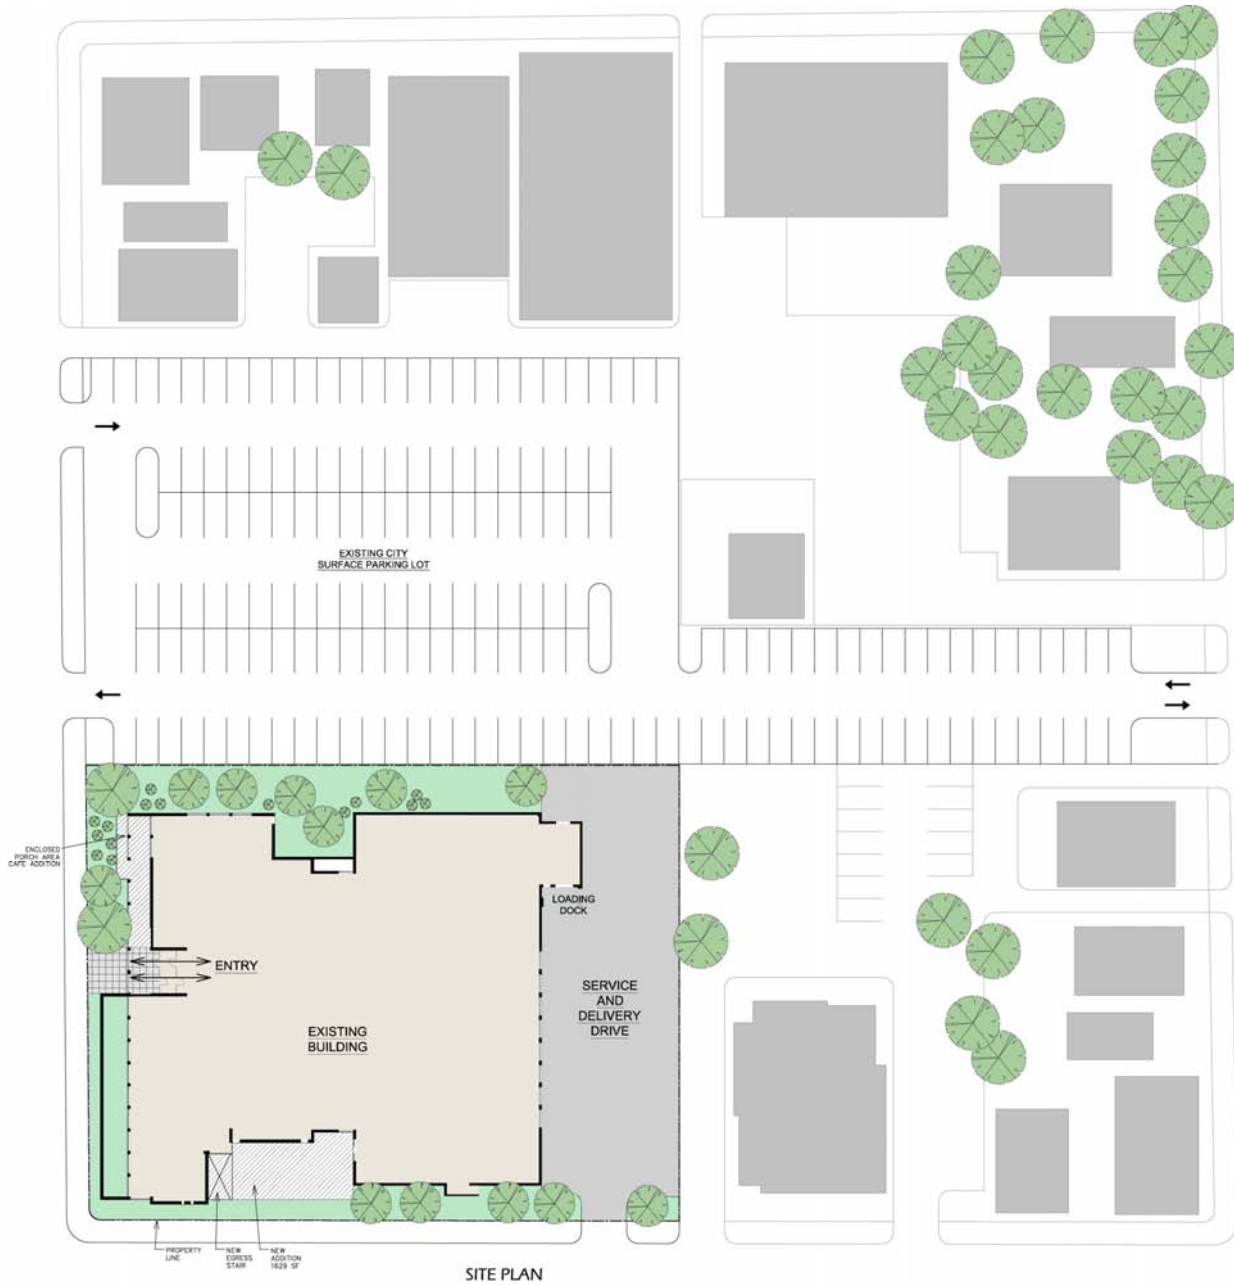 EXISTING CITY
SURFACE PARKING LOT
ENCLOSED
PORCH AREA
CAFE ADDITION
LOADING
DOCK
ENTRY
SERVICE
AND
DELIVERY
DRIVE
EXISTING
BUILDING
PROPERTY
LINE
NEW
EGRESS
STAIR
NEW
ADDITION
1629 SF
SITE PLAN